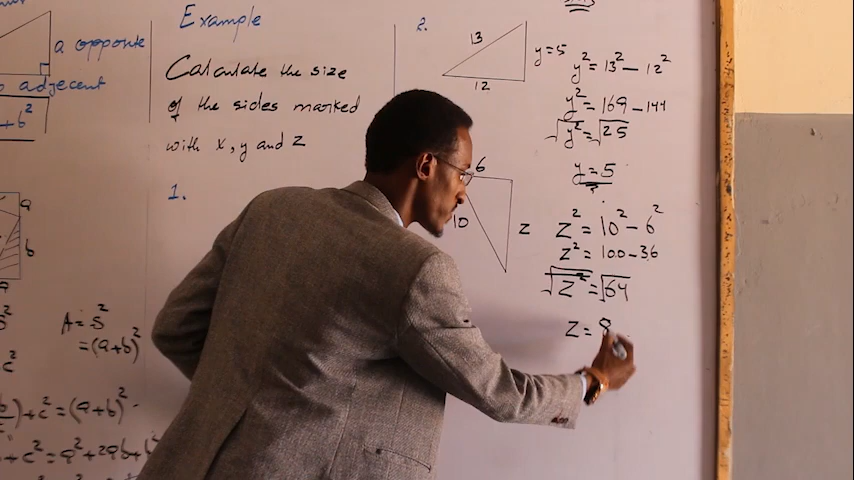 a opposite
adjecent
+b²
a
b
a
A = s²
= (a+b)²
c²
+ c² = (a+b)²
+ c² = a² + 2ab + b²
Example
Calculate the size
of the sides marked
with x, y and z
1.
2.
13
12
y=5
y² = 13² - 12²
y² = 169 - 144
√y² = √25
y = 5
6
10
z
z² = 10² - 6²
z² = 100 - 36
√z² = √64
z = 8